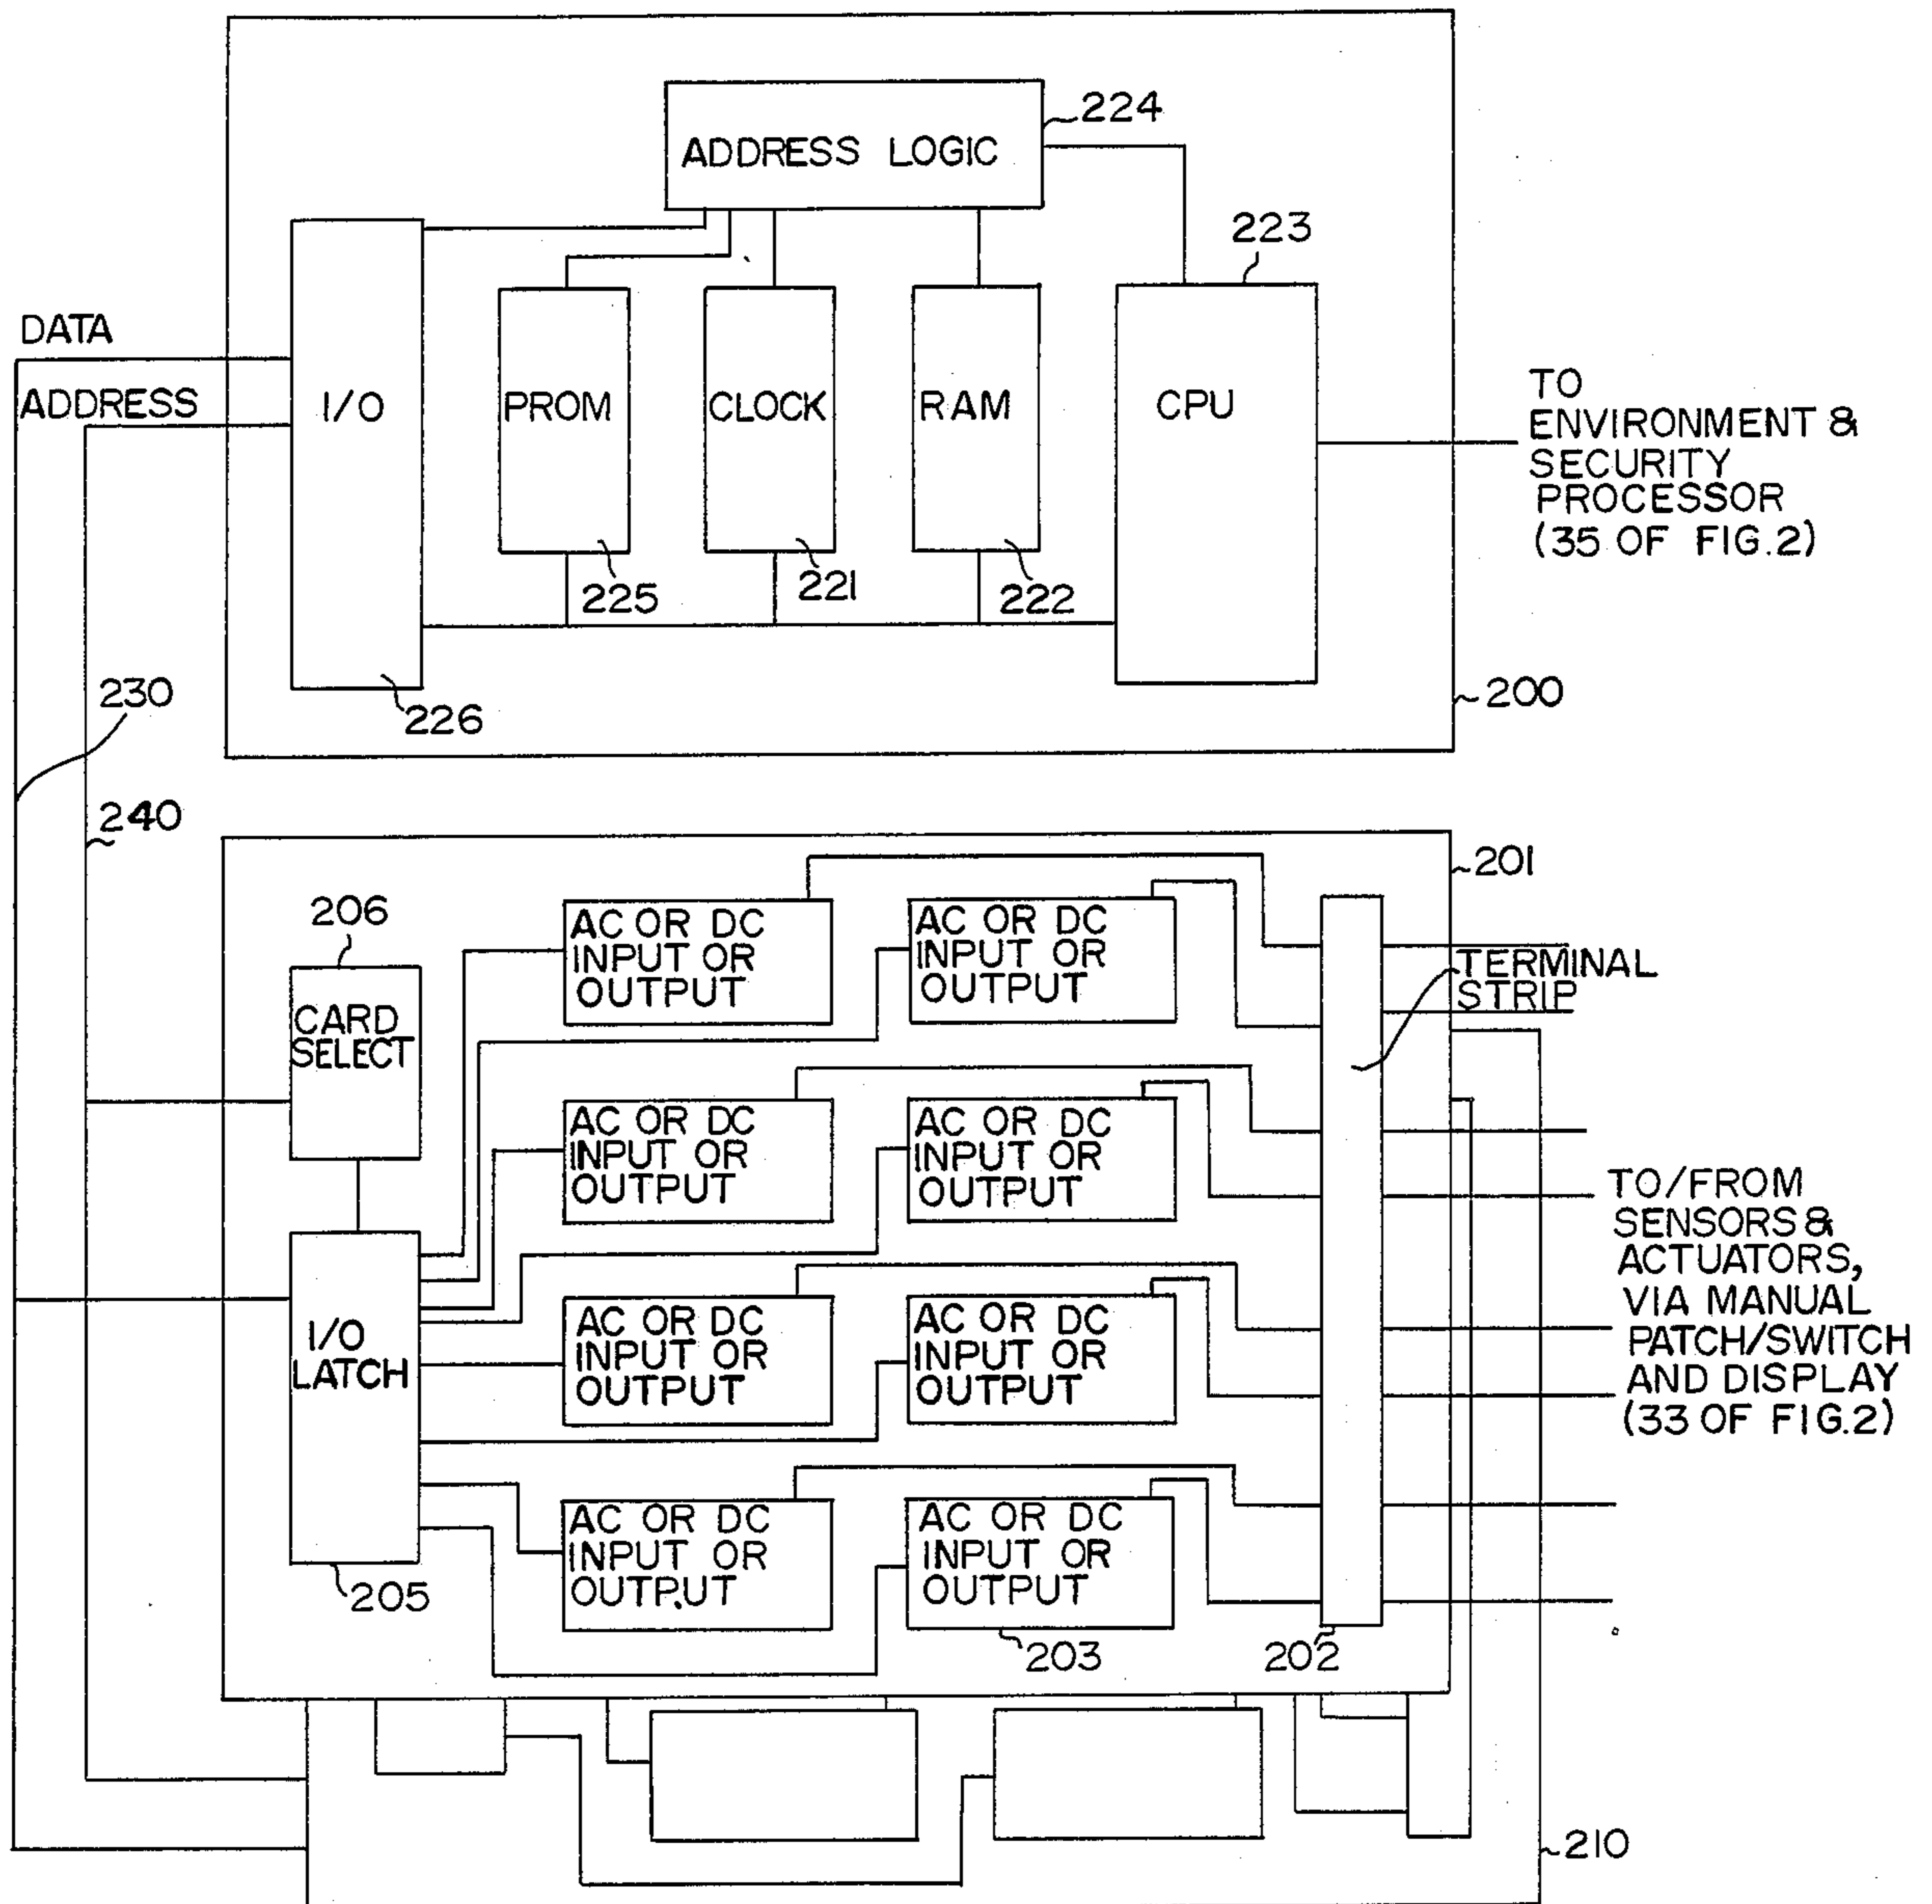 ADDRESS LOGIC
224
223
DATA
ADDRESS
I/O
PROM
CLOCK
RAM
CPU
TO
ENVIRONMENT &
SECURITY
PROCESSOR
(35 OF FIG.2)
225
221
222
226
200
230
240
201
206
CARD
SELECT
AC OR DC
INPUT OR
OUTPUT
AC OR DC
INPUT OR
OUTPUT
TERMINAL
STRIP
AC OR DC
INPUT OR
OUTPUT
AC OR DC
INPUT OR
OUTPUT
TO/FROM
SENSORS &
ACTUATORS,
VIA MANUAL
PATCH/SWITCH
AND DISPLAY
(33 OF FIG.2)
I/O
LATCH
AC OR DC
INPUT OR
OUTPUT
AC OR DC
INPUT OR
OUTPUT
AC OR DC
INPUT OR
OUTPUT
AC OR DC
INPUT OR
OUTPUT
205
203
202
210